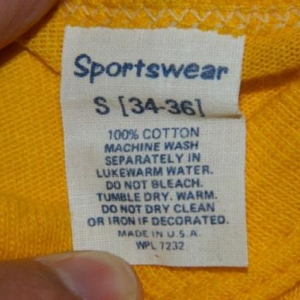 Sportswear
S [34-36]
100% COTTON
MACHINE WASH
SEPARATELY IN
LUKEWARM WATER.
DO NOT BLEACH.
TUMBLE DRY. WARM.
DO NOT DRY CLEAN
OR IRON IF DECORATED.
MADE IN U.S.A.
WPL 7232